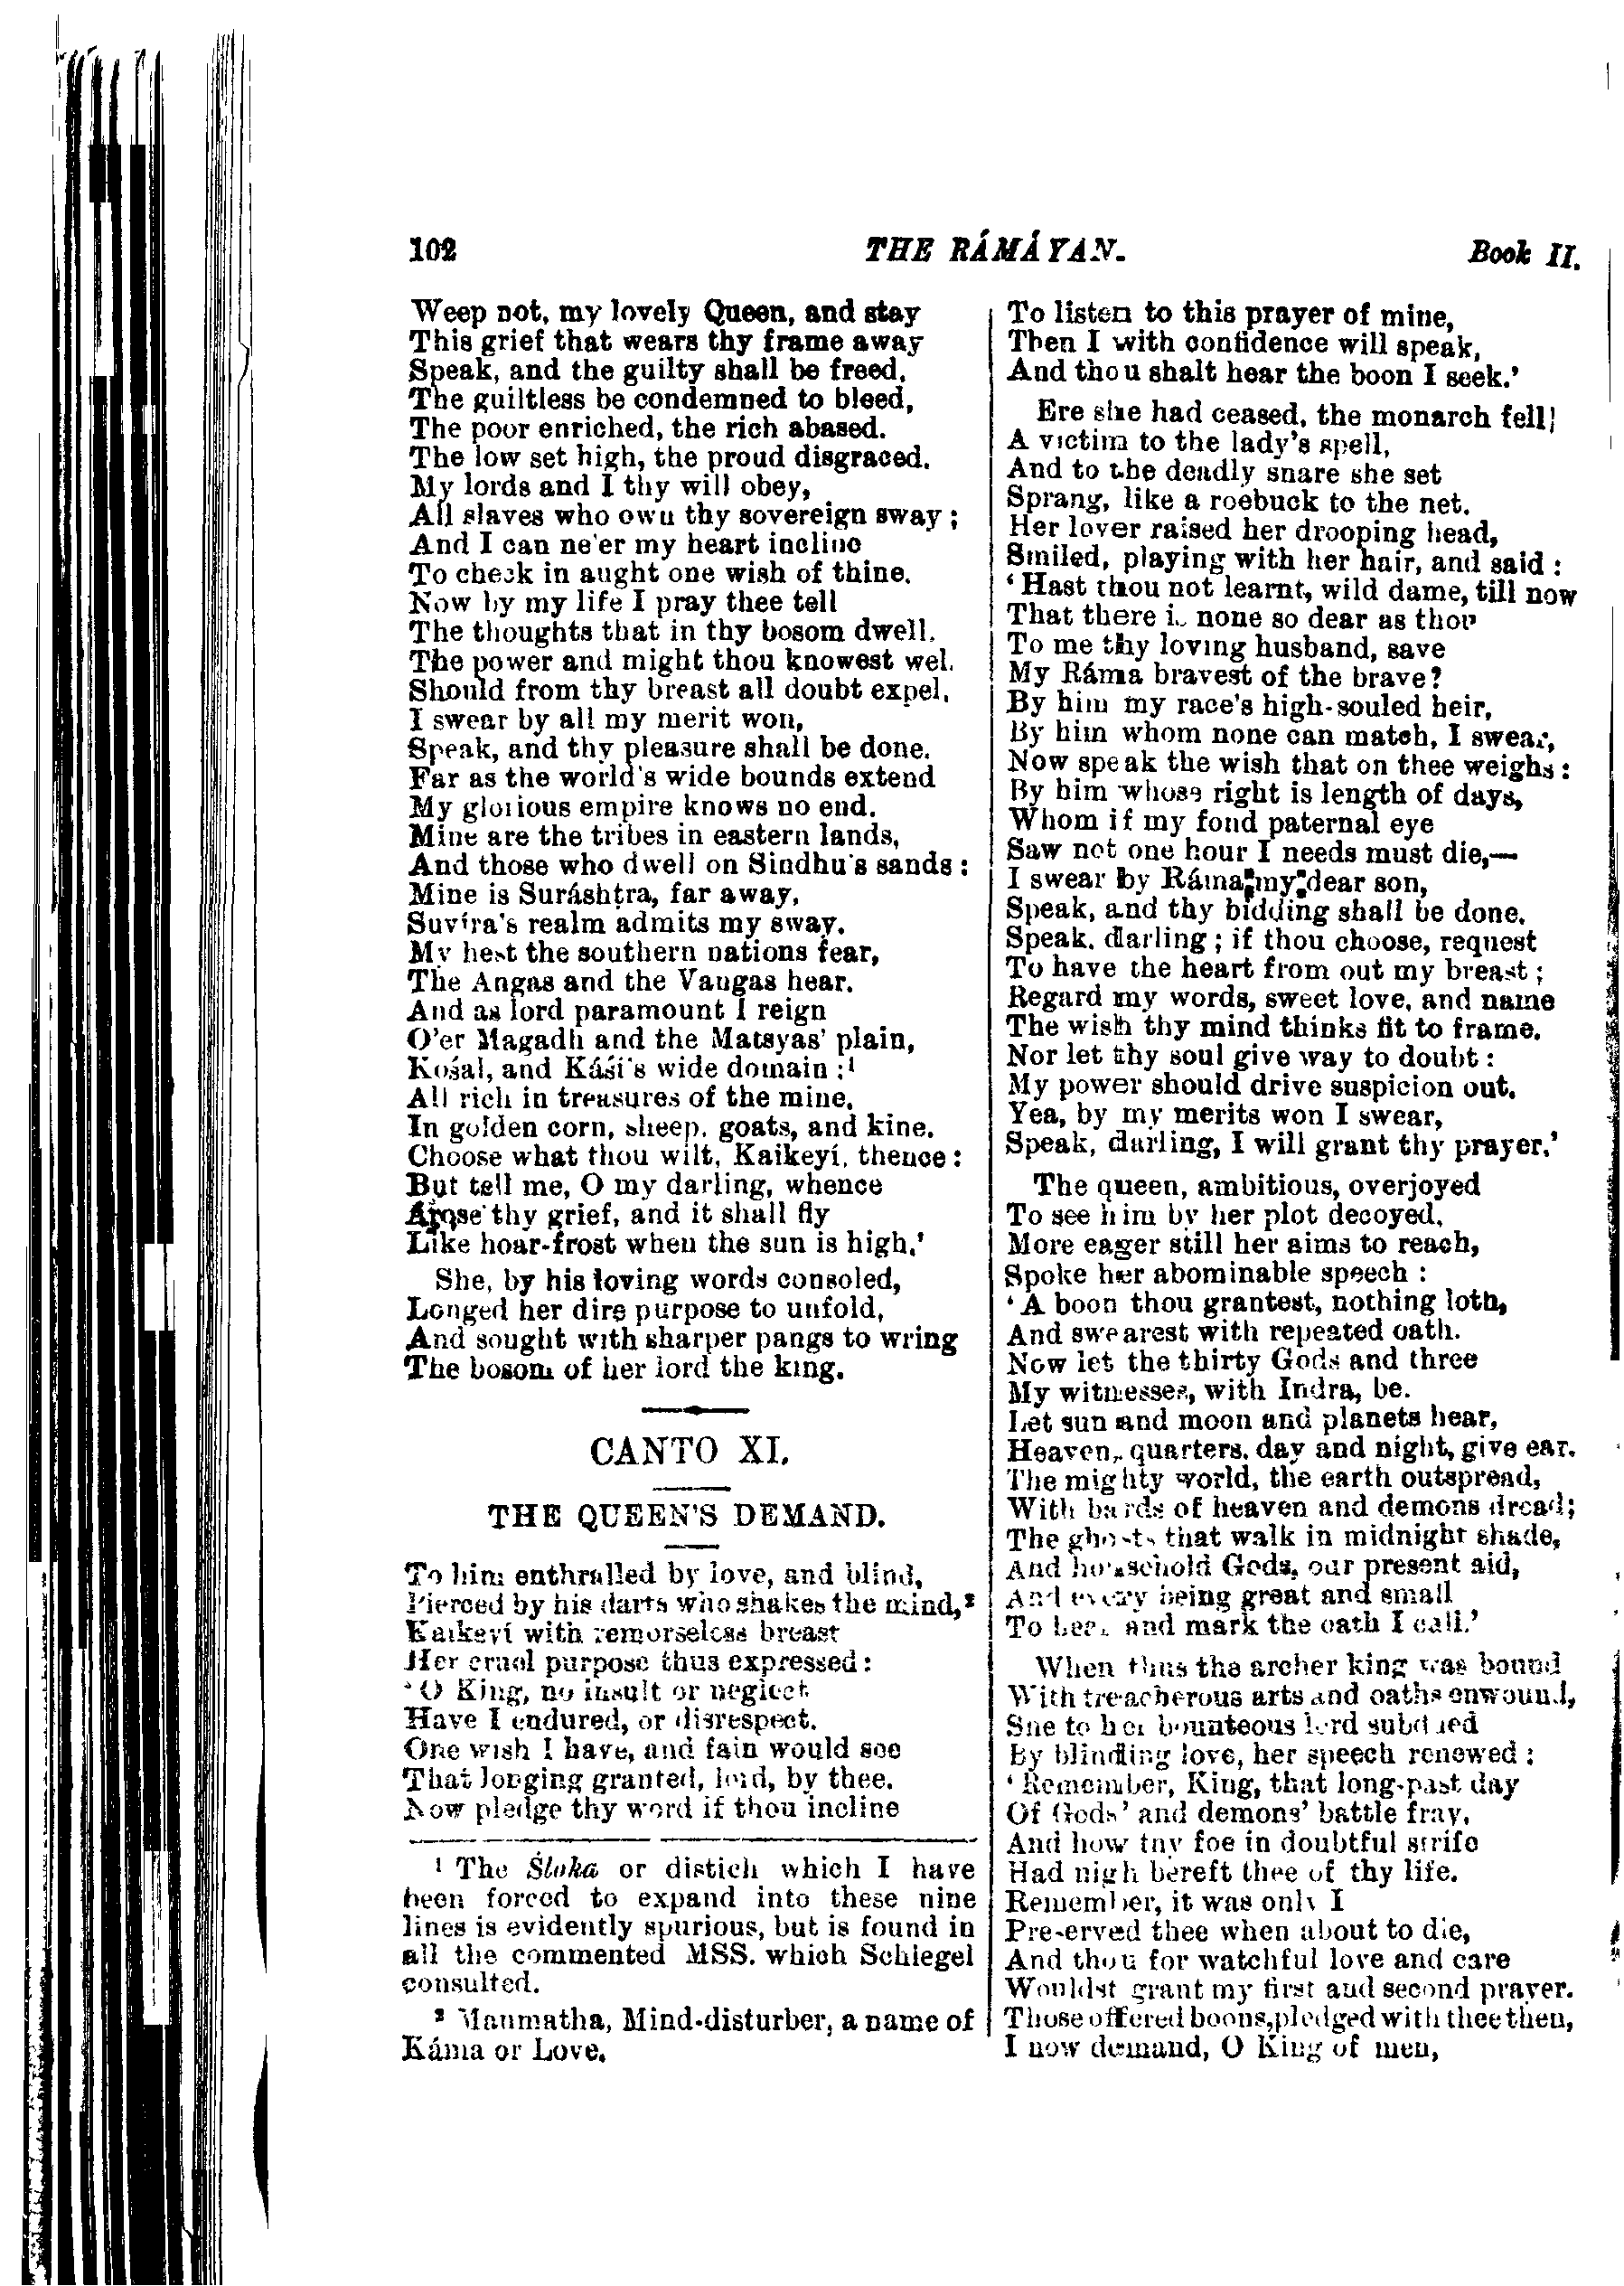 102 THE RÁMÁYAN. Book II.
Weep not, my lovely Queen, and stay
This grief that wears thy frame away
Speak, and the guilty shall be freed,
The guiltless be condemned to bleed,
The poor enriched, the rich abased.
The low set high, the proud disgraced.
My lords and I thy will obey,
All slaves who own thy sovereign sway;
And I can ne'er my heart incline
To check in aught one wish of thine.
Now by my life I pray thee tell
The thoughts that in thy bosom dwell.
The power and might thou knowest wel.
Should from thy breast all doubt expel.
I swear by all my merit won,
Speak, and thy pleasure shall be done.
Far as the world's wide bounds extend
My glorious empire knows no end.
Mine are the tribes in eastern lands,
And those who dwell on Sindhu's sands:
Mine is Suráshṭra, far away,
Suvíra's realm admits my sway.
My hest the southern nations fear,
The Angas and the Vangas hear.
And as lord paramount I reign
O'er Magadh and the Matsyas' plain,
Kośal, and Káśí's wide domain:¹
All rich in treasures of the mine,
In golden corn, sheep, goats, and kine.
Choose what thou wilt, Kaikeyí, thence:
But tell me, O my darling, whence
Arose thy grief, and it shall fly
Like hoar-frost when the sun is high.'
She, by his loving words consoled,
Longed her dire purpose to unfold,
And sought with sharper pangs to wring
The bosom of her lord the king.
CANTO XI.
THE QUEEN'S DEMAND.
To him enthralled by love, and blind,
Pierced by his darts who shakes the mind,²
Kaikeyí with remorseless breast
Her cruel purpose thus expressed:
'O King, no insult or neglect
Have I endured, or disrespect.
One wish I have, and fain would see
That longing granted, lord, by thee.
Now pledge thy word if thou incline
¹ The Śloka or distich which I have
been forced to expand into these nine
lines is evidently spurious, but is found in
all the commented MSS. which Schlegel
consulted.
² Manmatha, Mind-disturber, a name of
Káma or Love.
To listen to this prayer of mine,
Then I with confidence will speak,
And thou shalt hear the boon I seek.'
Ere she had ceased, the monarch fell,
A victim to the lady's spell,
And to the deadly snare she set
Sprang, like a roebuck to the net.
Her lover raised her drooping head,
Smiled, playing with her hair, and said:
'Hast thou not learnt, wild dame, till now
That there is none so dear as thou
To me thy loving husband, save
My Ráma bravest of the brave?
By him my race's high-souled heir,
By him whom none can match, I swear,
Now speak the wish that on thee weighs:
By him whose right is length of days,
Whom if my fond paternal eye
Saw not one hour I needs must die,—
I swear by Ráma my dear son,
Speak, and thy bidding shall be done.
Speak, darling; if thou choose, request
To have the heart from out my breast;
Regard my words, sweet love, and name
The wish thy mind thinks fit to frame.
Nor let thy soul give way to doubt:
My power should drive suspicion out.
Yea, by my merits won I swear,
Speak, darling, I will grant thy prayer.'
The queen, ambitious, overjoyed
To see him by her plot decoyed,
More eager still her aims to reach,
Spoke her abominable speech:
'A boon thou grantest, nothing loth,
And swearest with repeated oath.
Now let the thirty Gods and three
My witnesses, with Indra, be.
Let sun and moon and planets hear,
Heaven, quarters, day and night, give ear.
The mighty world, the earth outspread,
With bards of heaven and demons dread;
The ghosts that walk in midnight shade,
And household Gods, our present aid,
And every being great and small
To hear and mark the oath I call.'
When thus the archer king was bound
With treacherous arts and oaths enwound,
She to her bounteous lord subdued
By blinding love, her speech renewed:
'Remember, King, that long-past day
Of Gods' and demons' battle fray,
And how thy foe in doubtful strife
Had nigh bereft thee of thy life.
Remember, it was only I
Preserved thee when about to die,
And thou for watchful love and care
Wouldst grant my first and second prayer.
Those offered boons, pledged with thee then,
I now demand, O King of men,